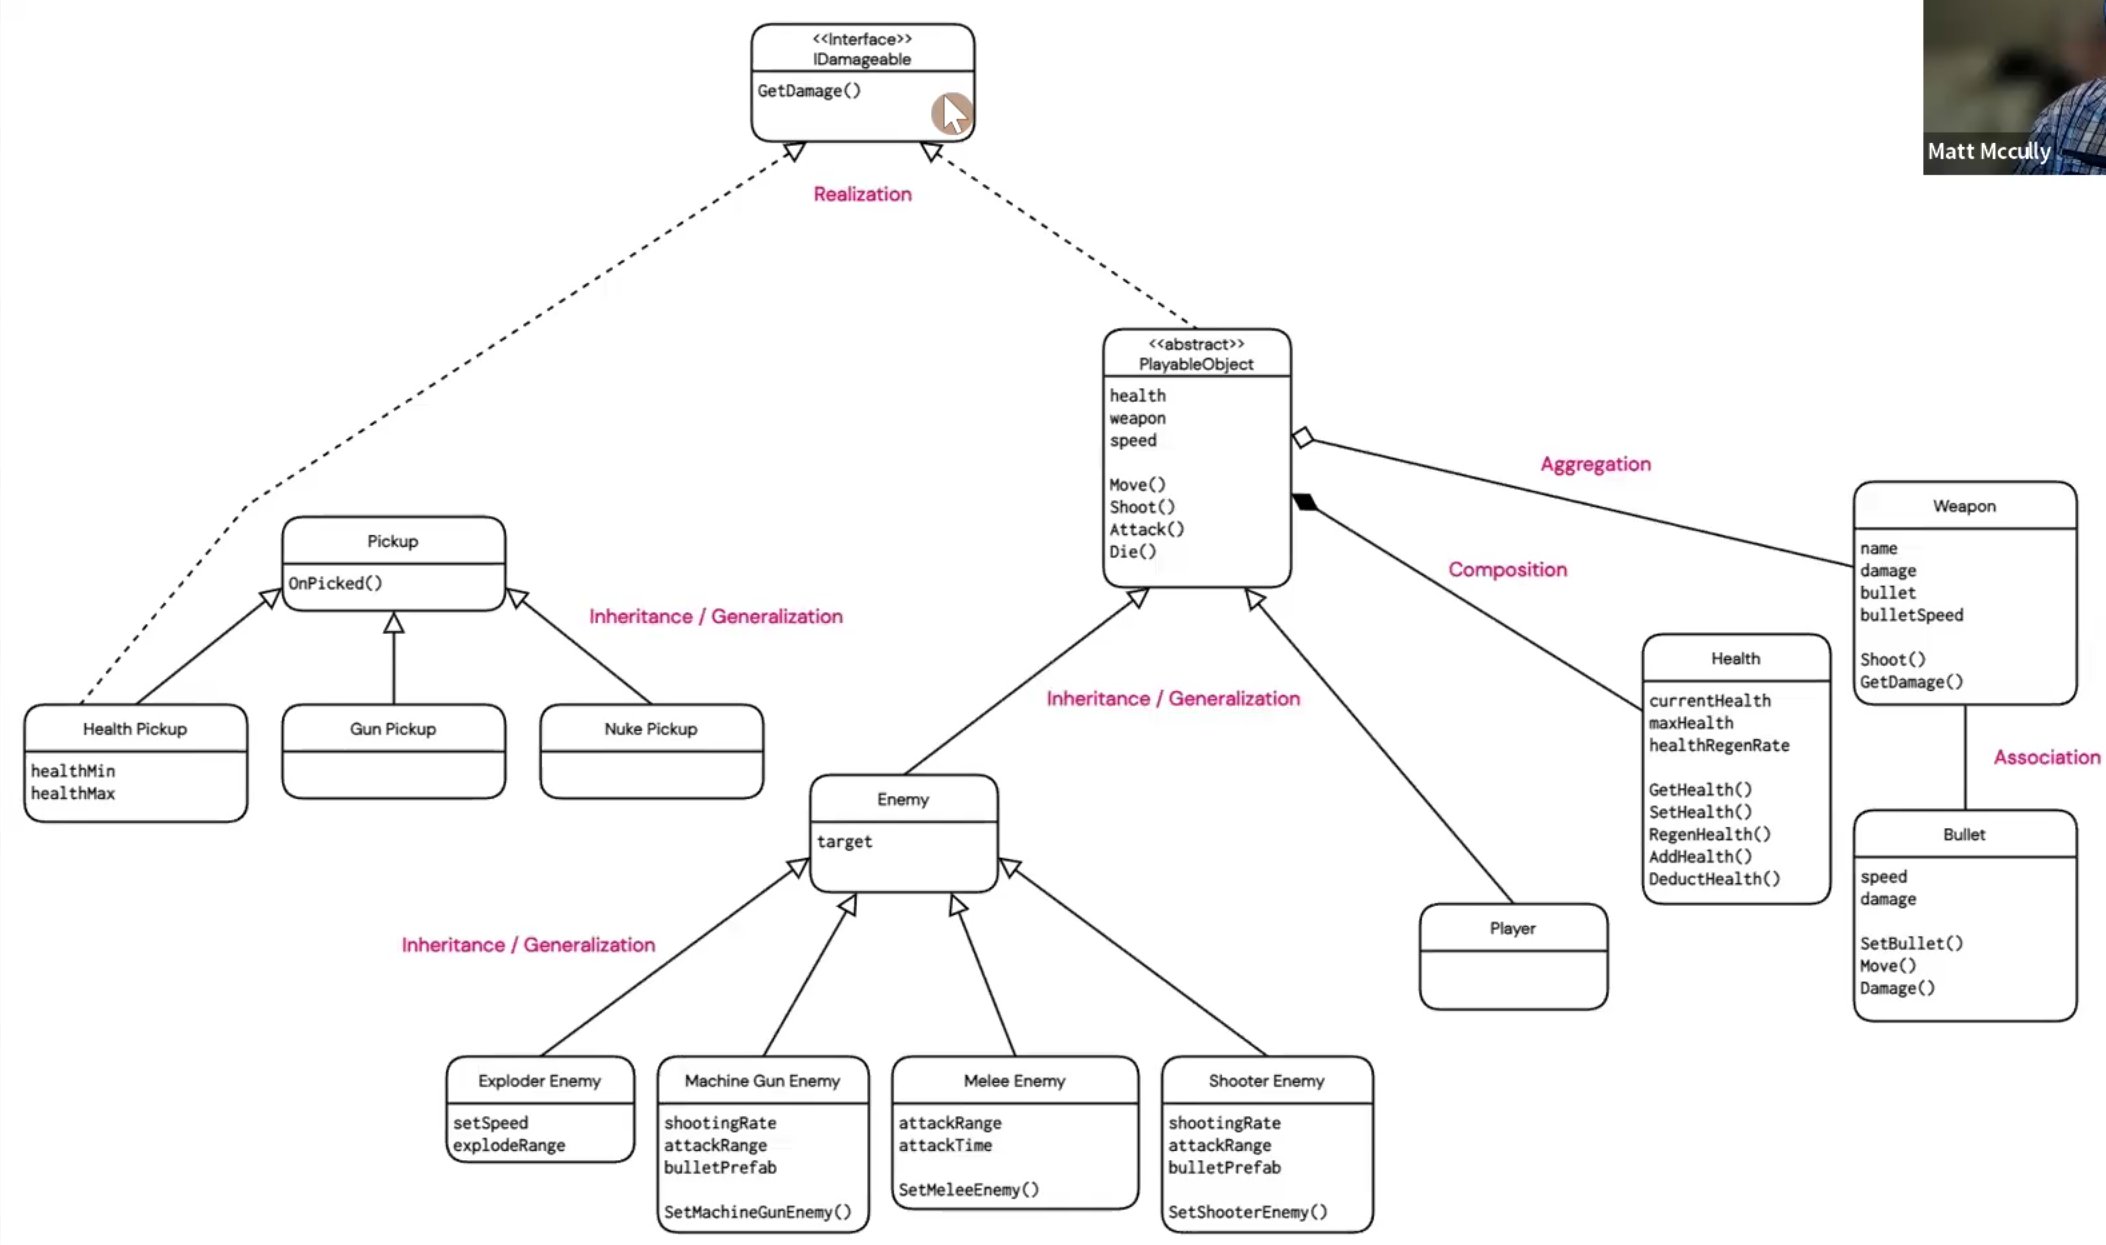 <<Interface>>
IDamageable
GetDamage()
Matt Mccully
Realization
<<abstract>>
PlayableObject
health
weapon
speed
Move()
Shoot()
Attack()
Die()
Aggregation
Composition
Weapon
name
damage
bullet
bulletSpeed
Shoot()
GetDamage()
Pickup
OnPicked()
Inheritance / Generalization
Health Pickup
healthMin
healthMax
Gun Pickup
Nuke Pickup
Inheritance / Generalization
Health
currentHealth
maxHealth
healthRegenRate
GetHealth()
SetHealth()
RegenHealth()
AddHealth()
DeductHealth()
Association
Bullet
speed
damage
SetBullet()
Move()
Damage()
Enemy
target
Player
Inheritance / Generalization
Exploder Enemy
setSpeed
explodeRange
Machine Gun Enemy
shootingRate
attackRange
bulletPrefab
SetMachineGunEnemy()
Melee Enemy
attackRange
attackTime
SetMeleeEnemy()
Shooter Enemy
shootingRate
attackRange
bulletPrefab
SetShooterEnemy()